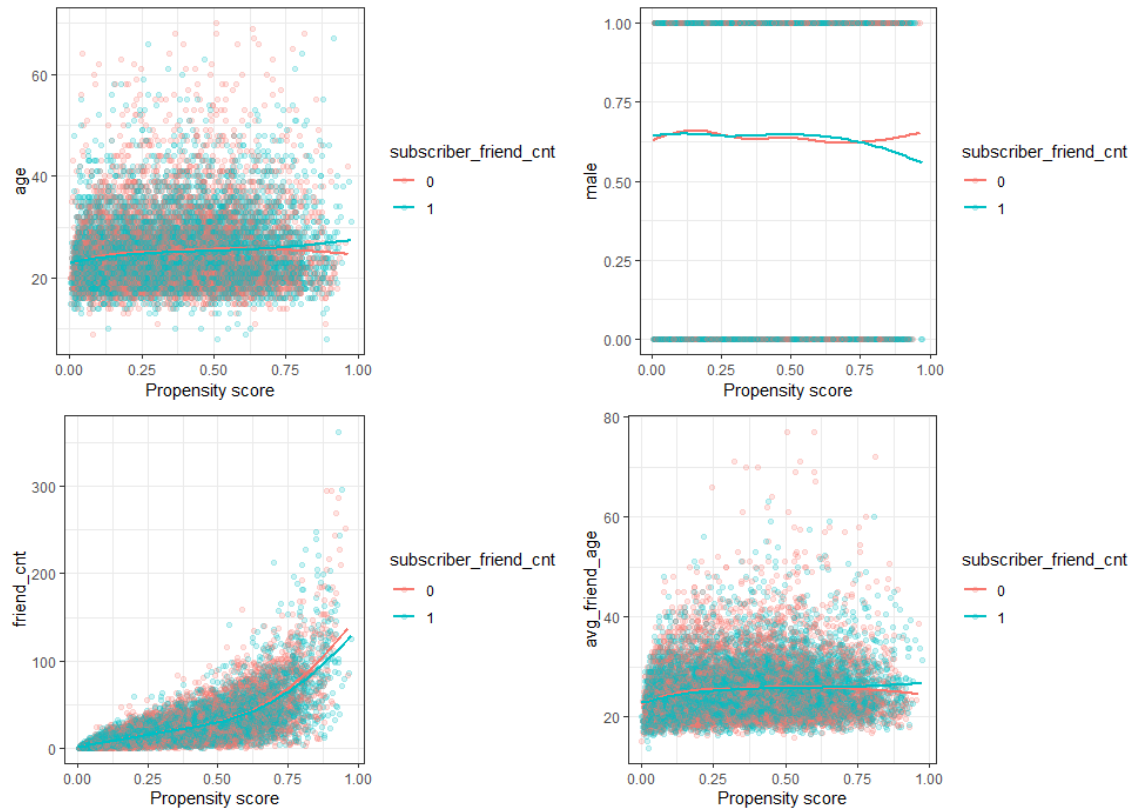 age
60
40
20
0.00 0.25 0.50 0.75 1.00
Propensity score
subscriber_friend_cnt
0
1
male
1.00
0.75
0.50
0.25
0.00
0.00 0.25 0.50 0.75 1.00
Propensity score
subscriber_friend_cnt
0
1
friend_cnt
300
200
100
0
0.00 0.25 0.50 0.75 1.00
Propensity score
subscriber_friend_cnt
0
1
avg_friend_age
80
60
40
20
0.00 0.25 0.50 0.75 1.00
Propensity score
subscriber_friend_cnt
0
1